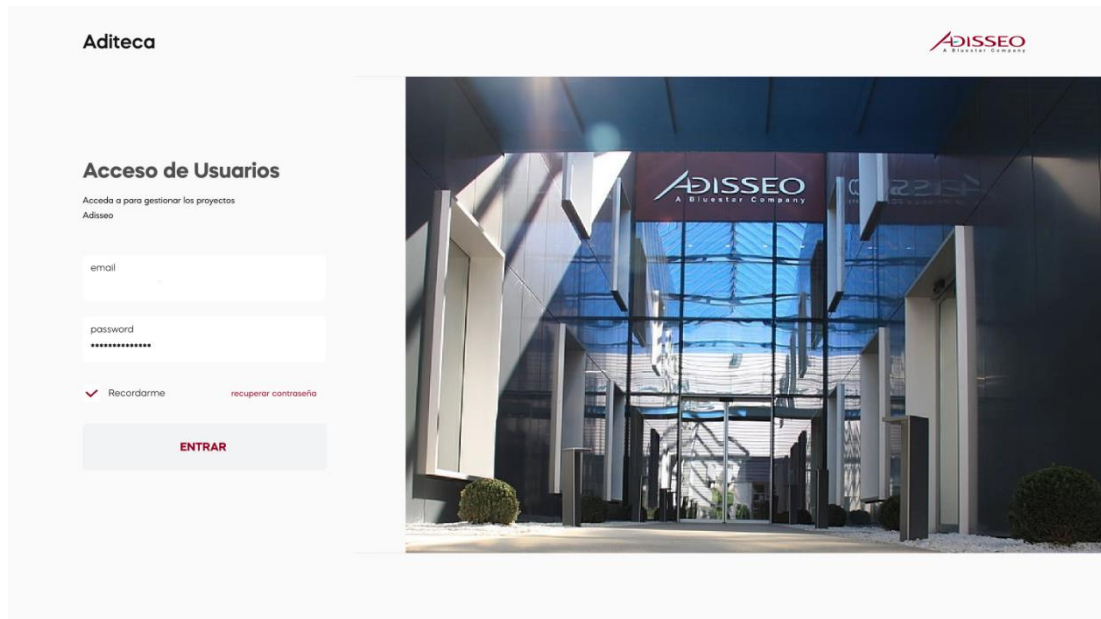 Aditeca
ADISSEO
A Bluestar Company
Acceso de Usuarios
Acceda a para gestionar los proyectos
Adisseo
email
password
••••••••••••••
Recordarme
recuperar contraseña
ENTRAR
ADISSEO
A Bluestar Company